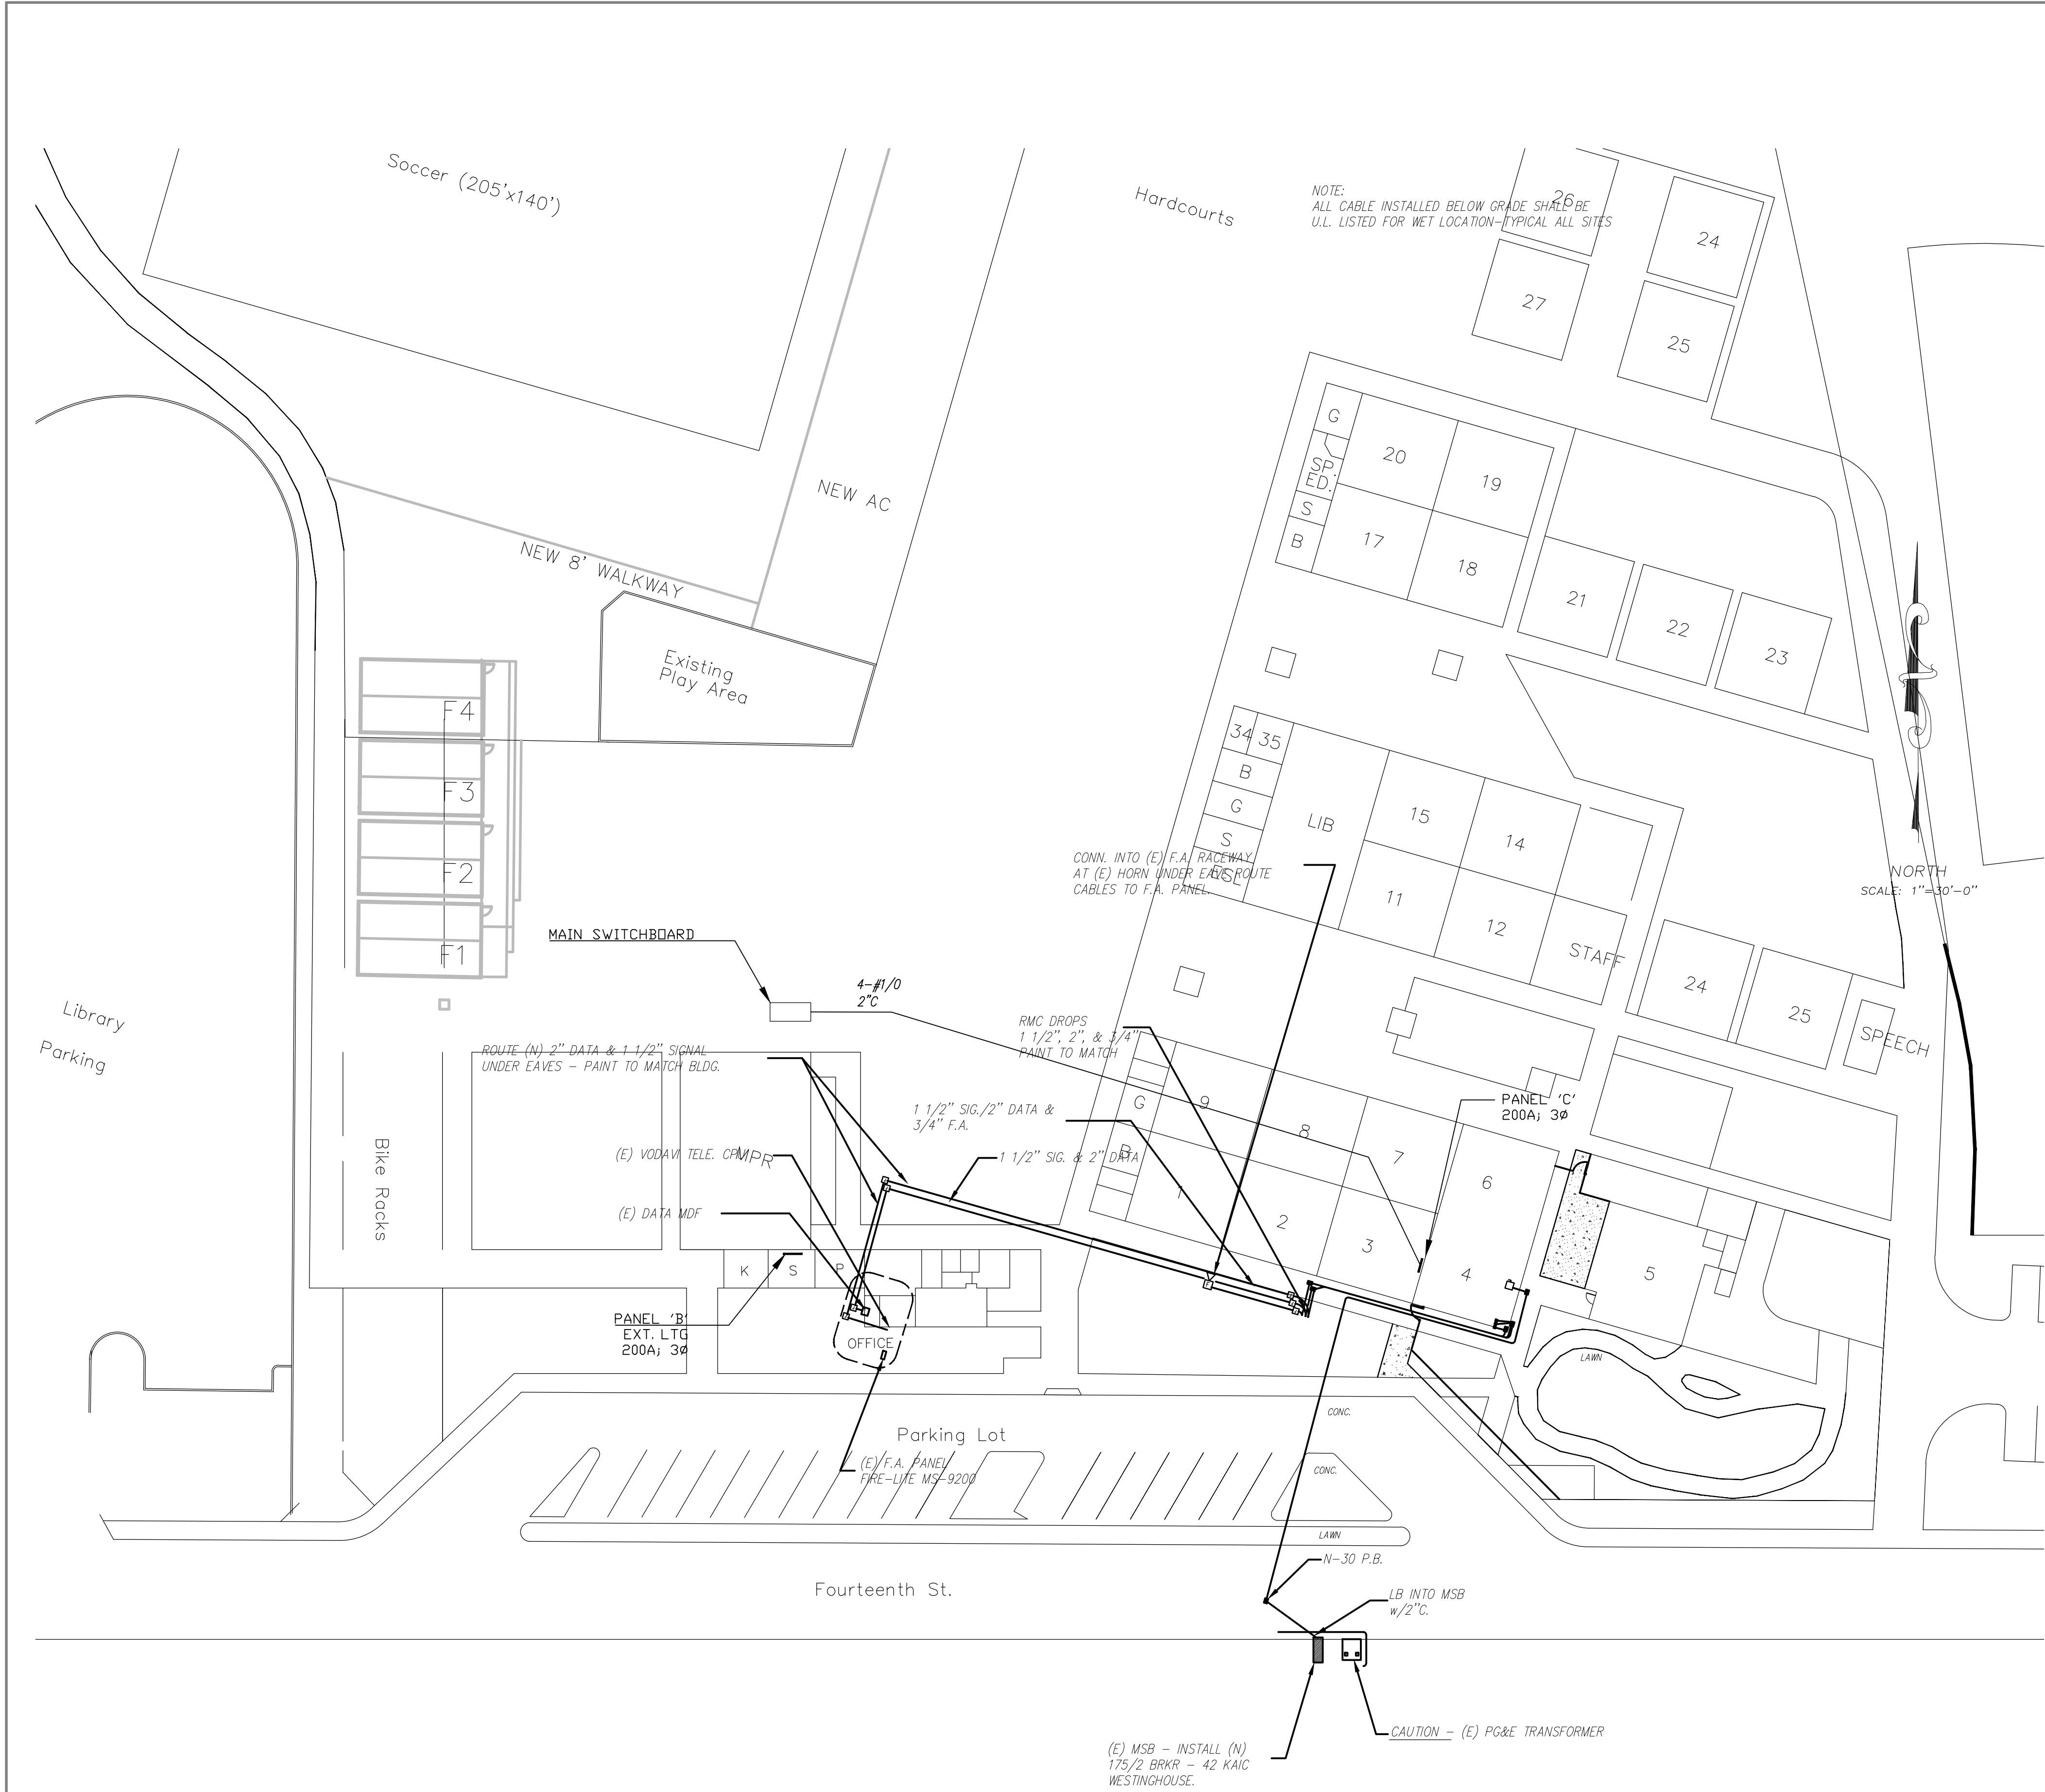 Soccer (205'x140')
Hardcourts
NOTE:
ALL CABLE INSTALLED BELOW GRADE SHALL BE
U.L. LISTED FOR WET LOCATION-TYPICAL ALL SITES
26
24
27
25
G
20
19
SP.
ED.
S
B
17
18
21
22
23
NEW AC
NEW 8' WALKWAY
Existing
Play Area
F4
F3
F2
F1
34
35
B
G
S
ESL
LIB
15
14
11
12
STAFF
24
25
SPEECH
CONN. INTO (E) F.A. RACEWAY
AT (E) HORN UNDER EAVE ROUTE
CABLES TO F.A. PANEL.
NORTH
SCALE: 1"=30'-0"
MAIN SWITCHBOARD
4-#1/0
2"C
Library
Parking
RMC DROPS
1 1/2", 2", & 3/4"
PAINT TO MATCH
ROUTE (N) 2" DATA & 1 1/2" SIGNAL
UNDER EAVES - PAINT TO MATCH BLDG.
1 1/2" SIG./2" DATA &
3/4" F.A.
1 1/2" SIG. & 2" DATA
G
9
8
7
6
B
1
2
3
4
5
PANEL 'C'
200A; 3Ø
Bike Racks
(E) VODAVI TELE. CPU
MPR
(E) DATA MDF
K
S
P
PANEL 'B'
EXT. LTG
200A; 3Ø
OFFICE
LAWN
CONC.
Parking Lot
(E) F.A. PANEL
FIRE-LITE MS-9200
CONC.
LAWN
N-30 P.B.
Fourteenth St.
LB INTO MSB
w/2"C.
CAUTION - (E) PG&E TRANSFORMER
(E) MSB - INSTALL (N)
175/2 BRKR - 42 KAIC
WESTINGHOUSE.